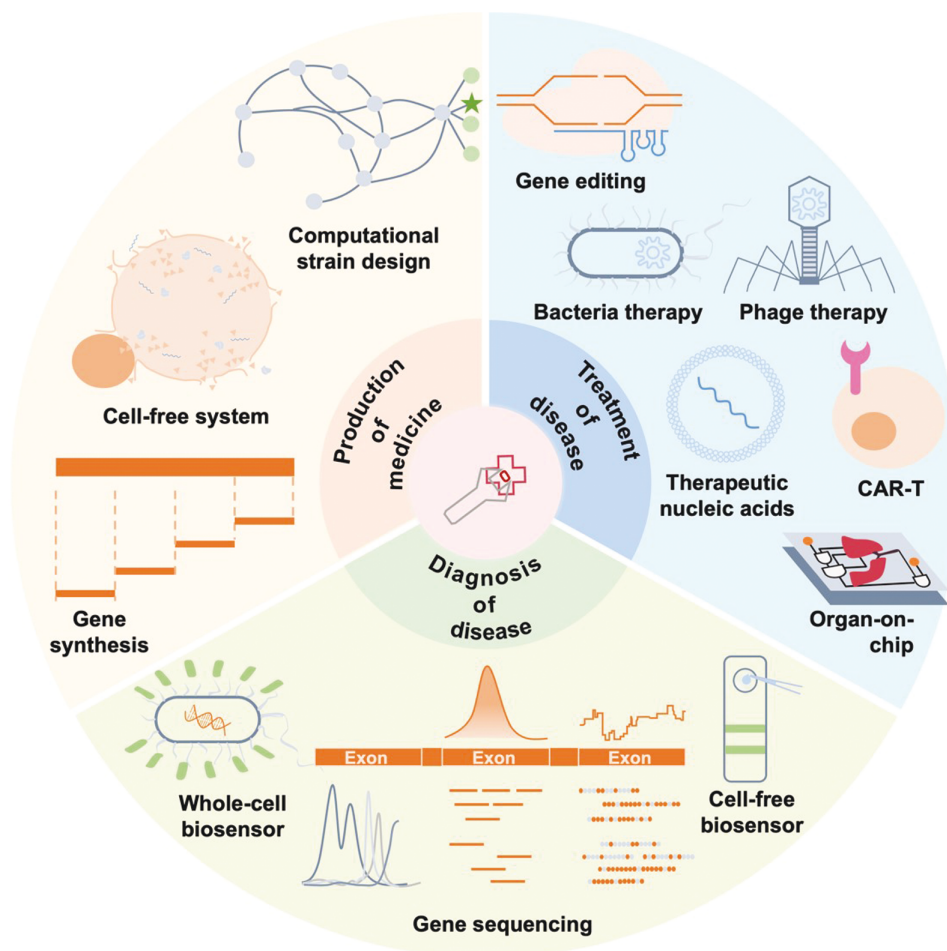 Computational
strain design
Cell-free system
Gene
synthesis
Production
of
medicine
Gene editing
Bacteria therapy
Phage therapy
Therapeutic
nucleic acids
CAR-T
Organ-on-
chip
Treatment
of
disease
Diagnosis
of
disease
Whole-cell
biosensor
Exon
Exon
Exon
Cell-free
biosensor
Gene sequencing